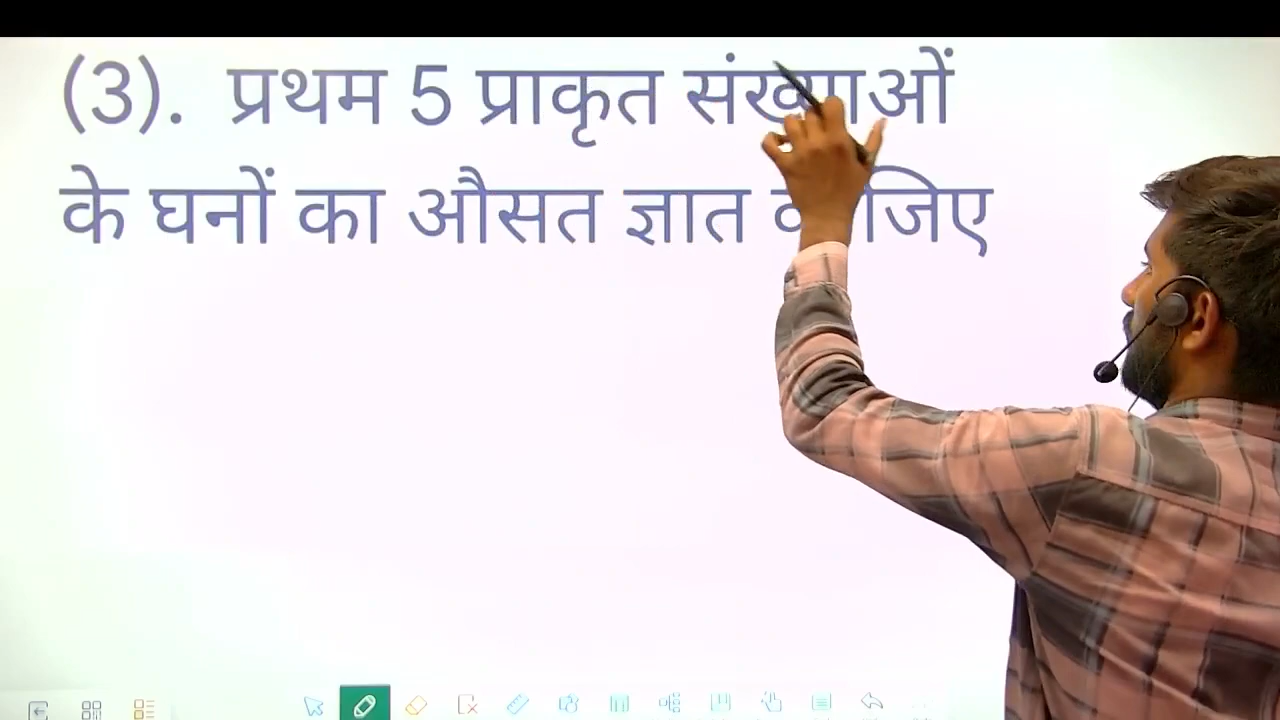 (3). प्रथम 5 प्राकृत संख्याओं
के घनों का औसत ज्ञात कीजिए